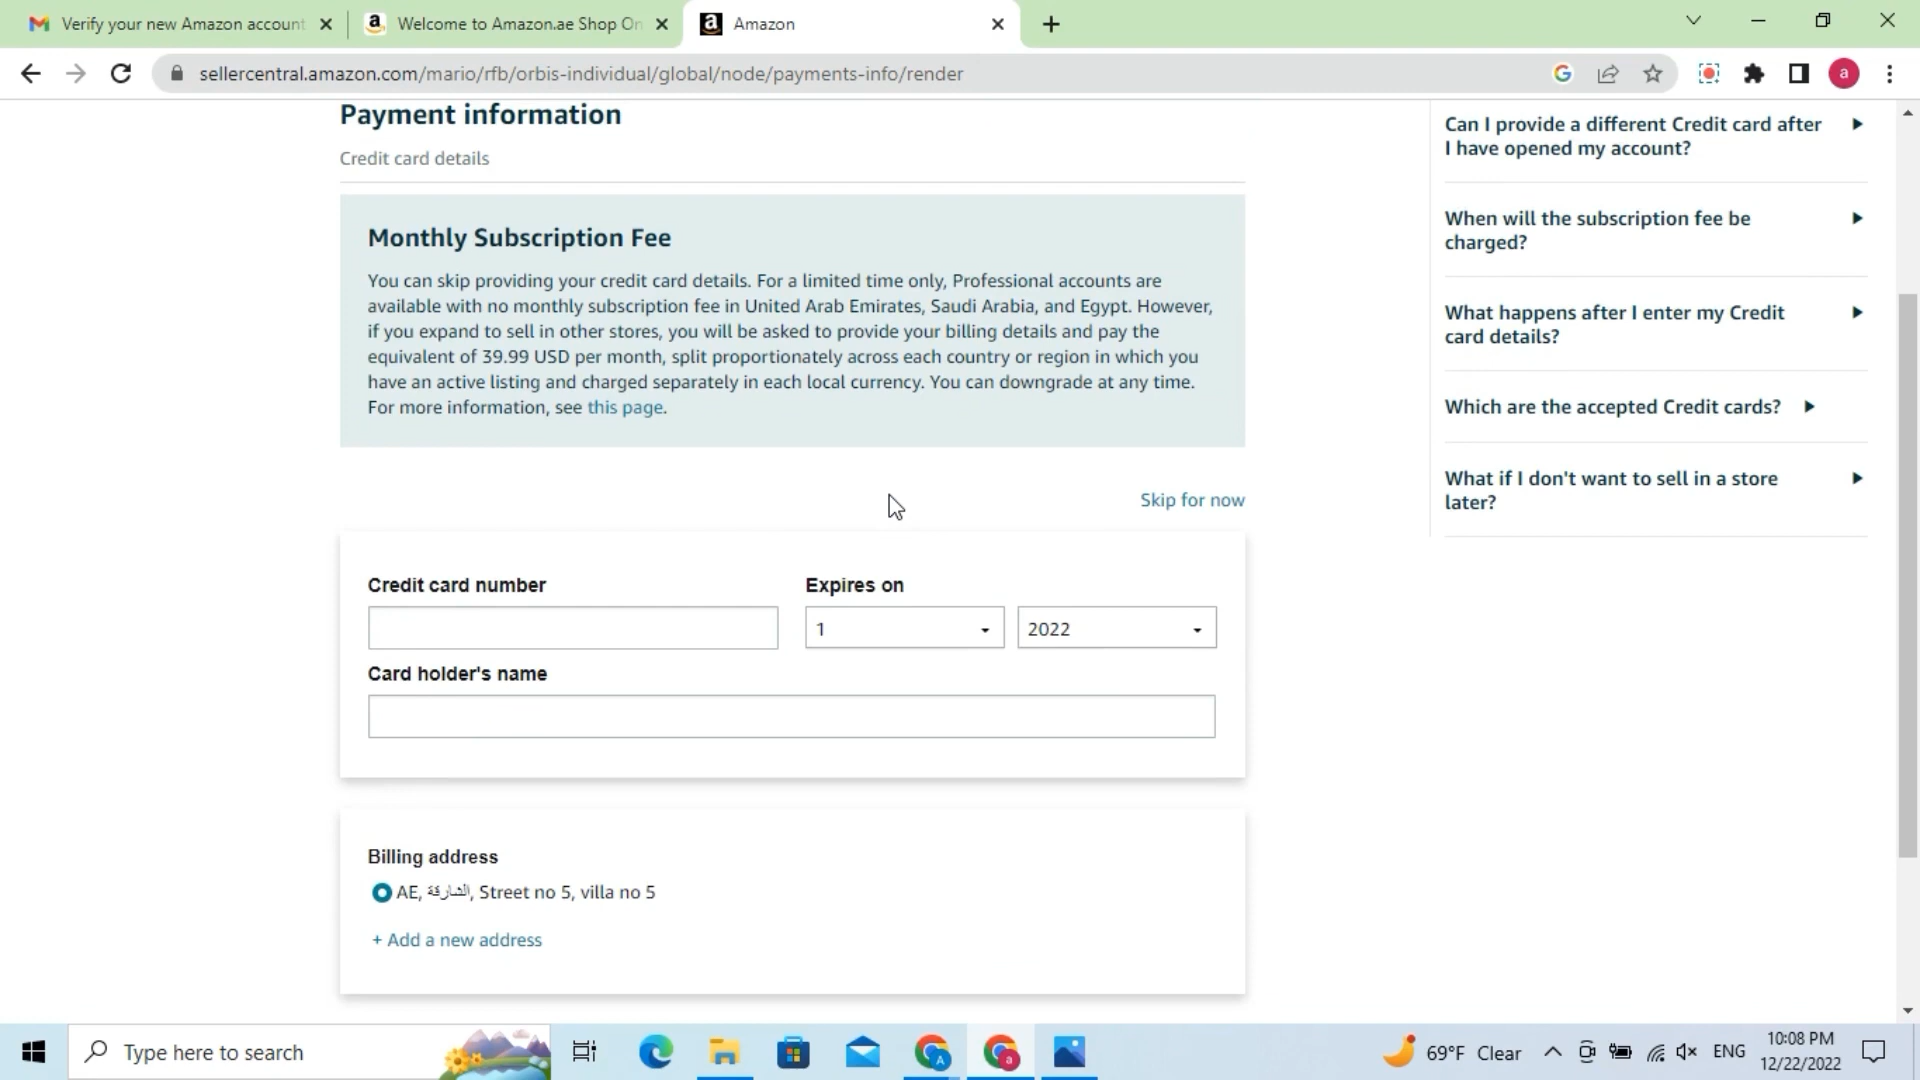 Verify your new Amazon account
Welcome to Amazon.ae Shop On
Amazon
sellercentral.amazon.com/mario/rfb/orbis-individual/global/node/payments-info/render
a
Payment information
Credit card details
Monthly Subscription Fee
You can skip providing your credit card details. For a limited time only, Professional accounts are
available with no monthly subscription fee in United Arab Emirates, Saudi Arabia, and Egypt. However,
if you expand to sell in other stores, you will be asked to provide your billing details and pay the
equivalent of 39.99 USD per month, split proportionately across each country or region in which you
have an active listing and charged separately in each local currency. You can downgrade at any time.
For more information, see this page.
Skip for now
Credit card number
Expires on
1
2022
Card holder's name
Billing address
AE, الشارقة, Street no 5, villa no 5
+ Add a new address
Can I provide a different Credit card after
I have opened my account?
When will the subscription fee be
charged?
What happens after I enter my Credit
card details?
Which are the accepted Credit cards?
What if I don't want to sell in a store
later?
Type here to search
69°F Clear
ENG
10:08 PM
12/22/2022